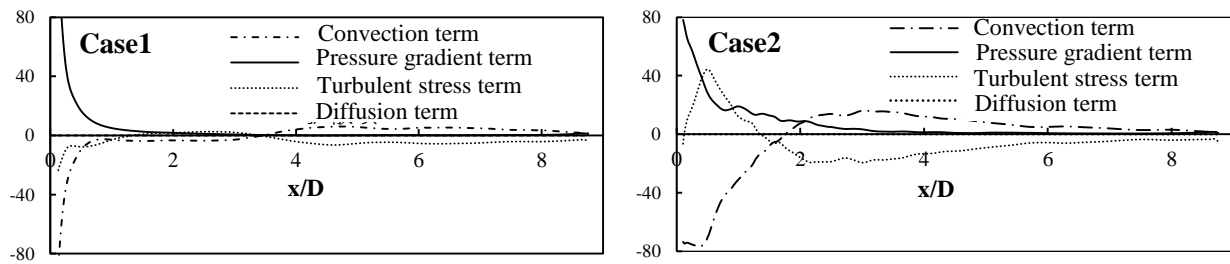 80
40
0
-40
-80
Case1
Convection term
Pressure gradient term
Turbulent stress term
Diffusion term
0 2 4 6 8
x/D
80
40
0
-40
-80
Case2
Convection term
Pressure gradient term
Turbulent stress term
Diffusion term
0 2 4 6 8
x/D